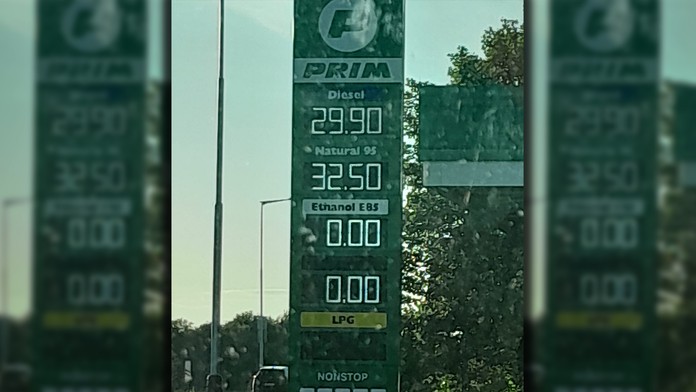 P
PRIM
Diesel
29.90
Natural 95
32.50
Ethanol E85
0.00
0.00
LPG
NONSTOP